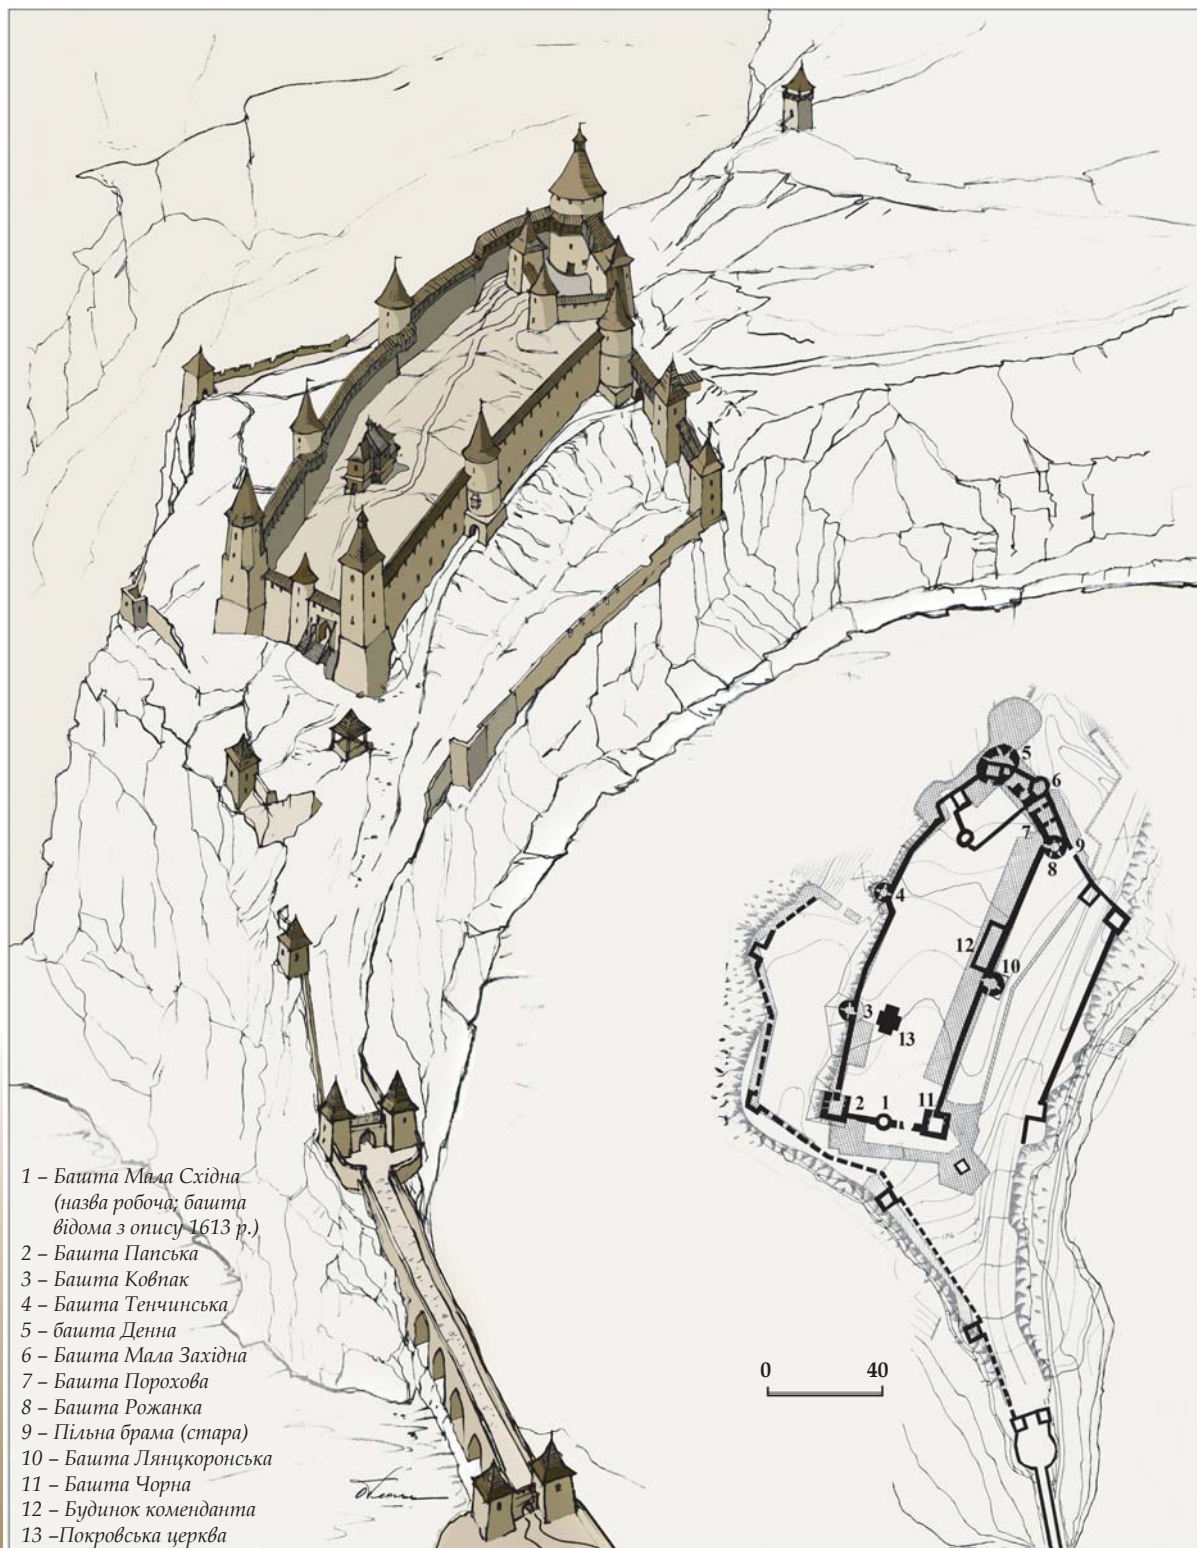 5
6
7
9
8
4
12
10
3
13
2
1
11
0
40
1 – Башта Мала Східна
(назва робоча; башта
відома з опису 1613 р.)
2 – Башта Папська
3 – Башта Ковпак
4 – Башта Тенчинська
5 – башта Денна
6 – Башта Мала Західна
7 – Башта Порохова
8 – Башта Рожанка
9 – Пільна брама (стара)
10 – Башта Лянцкоронська
11 – Башта Чорна
12 – Будинок коменданта
13 –Покровська церква